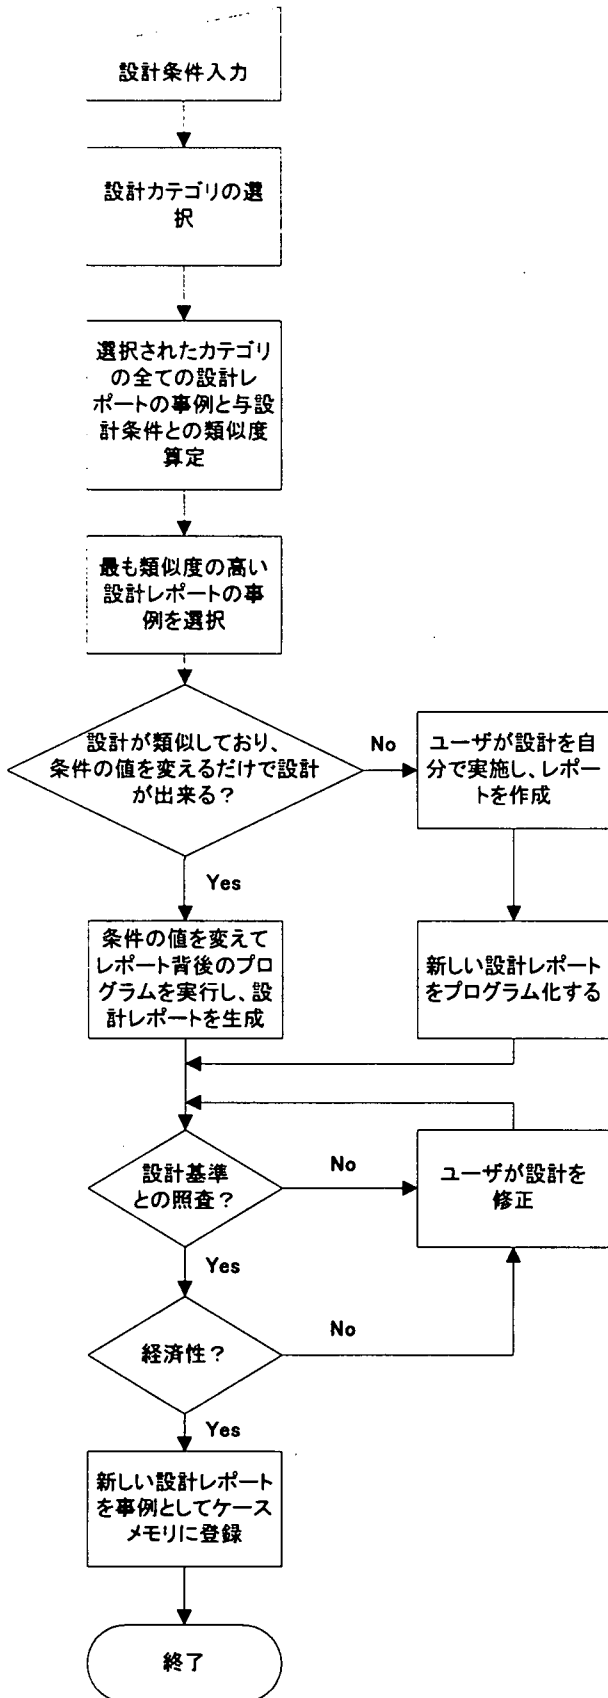 設計条件入力
設計カテゴリの選
択
選択されたカテゴリ
の全ての設計レ
ポートの事例と与設
計条件との類似度
算定
最も類似度の高い
設計レポートの事
例を選択
設計が類似しており、
条件の値を変えるだけで設計
が出来る？
No
ユーザが設計を自
分で実施し、レポー
トを作成
Yes
条件の値を変えて
レポート背後のプロ
グラムを実行し、設
計レポートを生成
新しい設計レポート
をプログラム化する
設計基準
との照査？
No
ユーザが設計を
修正
Yes
経済性？
No
Yes
新しい設計レポート
を事例としてケース
メモリに登録
終了